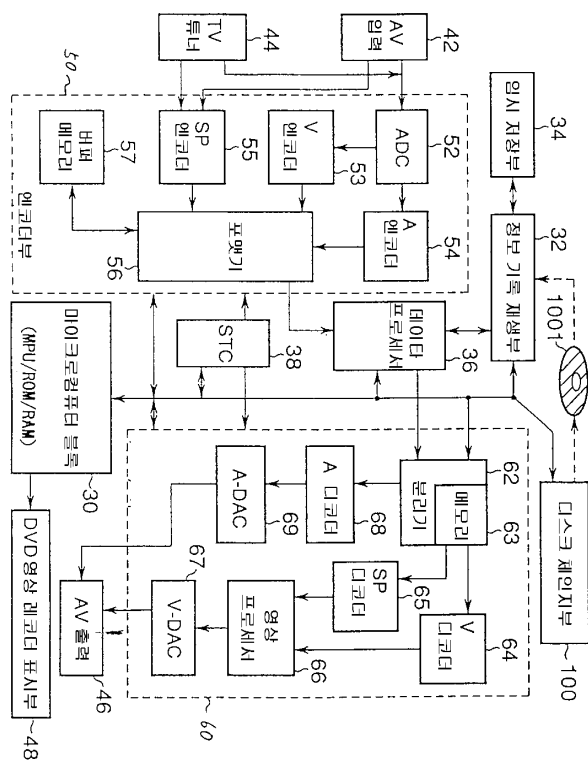 1001
디스크 체인지부
100
34
임시 저장부
32
정보 기록 재생부
42
AV
입력
44
TV
튜너
52
ADC
54
A
엔코더
53
V
엔코더
55
SP
엔코더
56
포맷기
57
버퍼
메모리
50
엔코더부
36
데이타
프로세서
38
STC
30
마이크로컴퓨터 블록
(MPU/ROM/RAM)
62
분리기
63
메모리
64
V
디코더
65
SP
디코더
66
영상
프로세서
67
V-DAC
68
A 디코더
69
A-DAC
60
46
AV 출력
48
DVD 영상 레코더 표시부